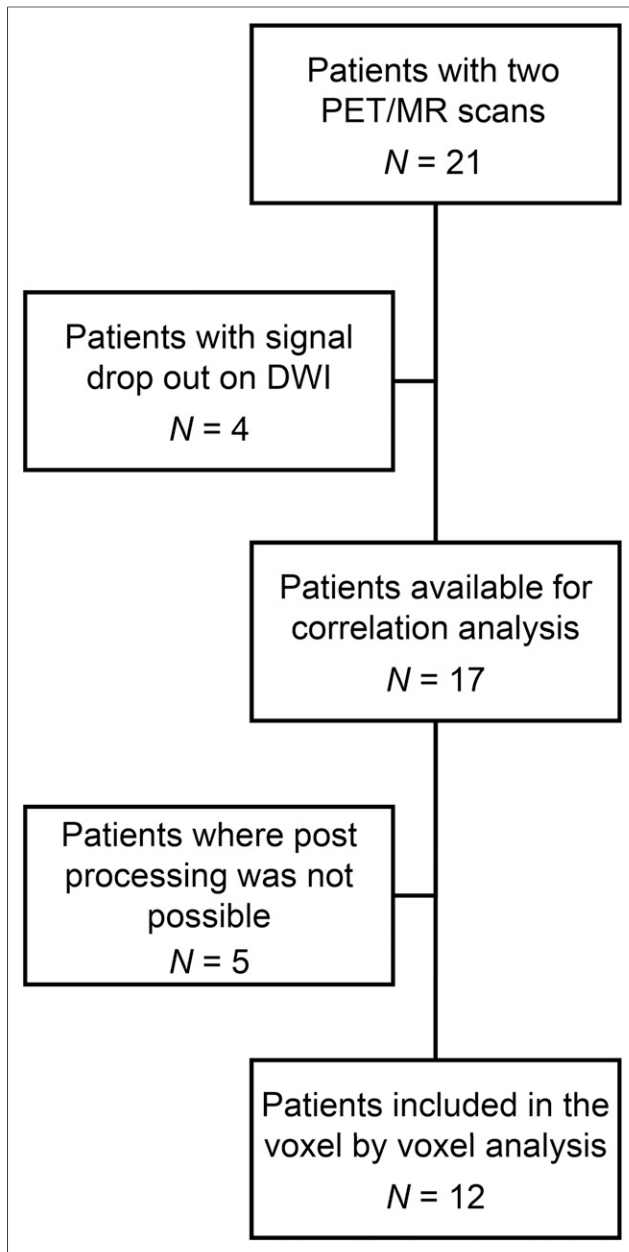 Patients with two
PET/MR scans
N = 21
Patients with signal
drop out on DWI
N = 4
Patients available for
correlation analysis
N = 17
Patients where post
processing was not
possible
N = 5
Patients included in the
voxel by voxel analysis
N = 12